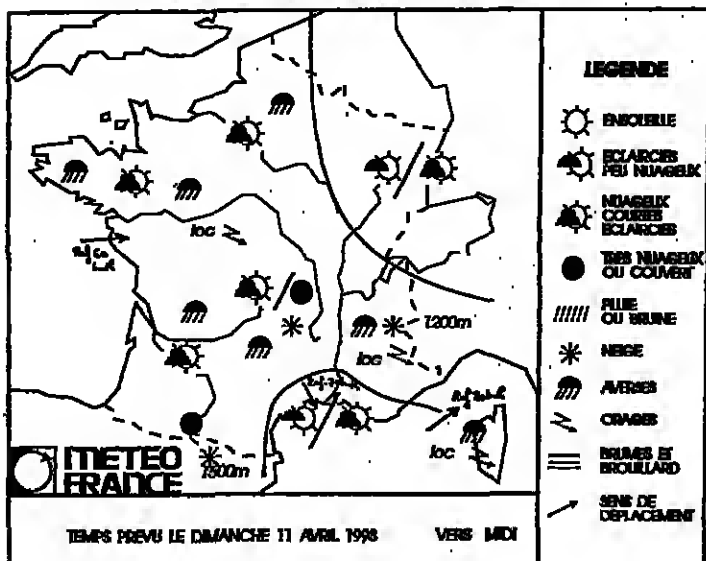 LEGENDE
ENSOLEILLE
ECLAIRCIES
PEU NUAGEUX
NUAGEUX
COURTES
ECLAIRCIES
TRES NUAGEUX
OU COUVERT
PLUIE
OU BRUINE
NEIGE
AVERSES
ORAGES
BRUMES ET
BROUILLARD
SENS DE
DEPLACEMENT
loc
1200m
loc
loc
1500m
METEO
FRANCE
TEMPS PREVU LE DIMANCHE 11 AVRIL 1993 VERS MIDI